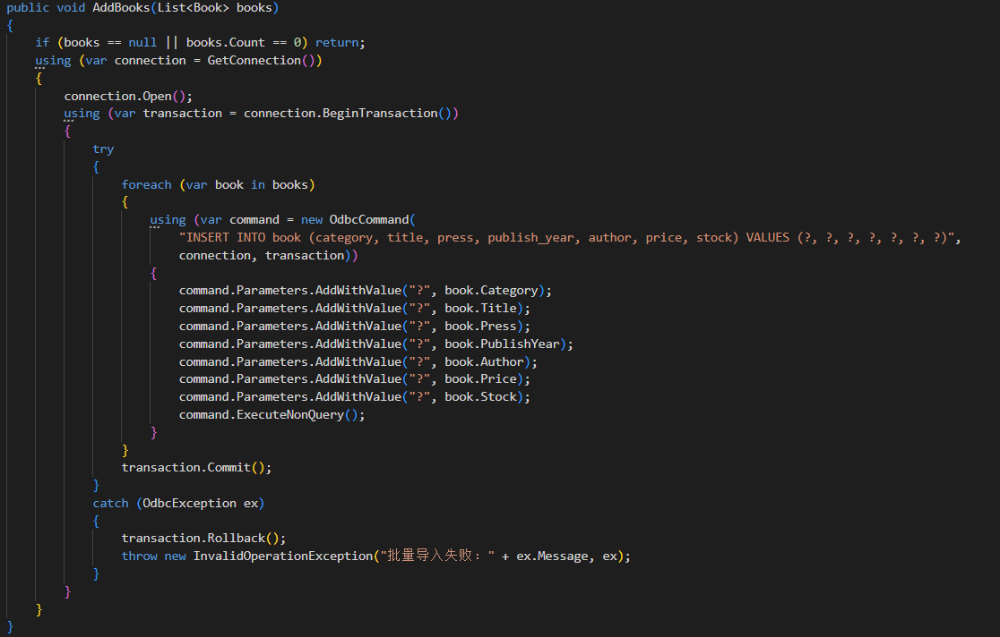 public void AddBooks(List<Book> books)
{
    if (books == null || books.Count == 0) return;
    using (var connection = GetConnection())
    {
        connection.Open();
        using (var transaction = connection.BeginTransaction())
        {
            try
            {
                foreach (var book in books)
                {
                    using (var command = new OdbcCommand(
                        "INSERT INTO book (category, title, press, publish_year, author, price, stock) VALUES (?, ?, ?, ?, ?, ?, ?)",
                        connection, transaction))
                    {
                        command.Parameters.AddWithValue("?", book.Category);
                        command.Parameters.AddWithValue("?", book.Title);
                        command.Parameters.AddWithValue("?", book.Press);
                        command.Parameters.AddWithValue("?", book.PublishYear);
                        command.Parameters.AddWithValue("?", book.Author);
                        command.Parameters.AddWithValue("?", book.Price);
                        command.Parameters.AddWithValue("?", book.Stock);
                        command.ExecuteNonQuery();
                    }
                }
                transaction.Commit();
            }
            catch (OdbcException ex)
            {
                transaction.Rollback();
                throw new InvalidOperationException("批量导入失败：" + ex.Message, ex);
            }
        }
    }
}